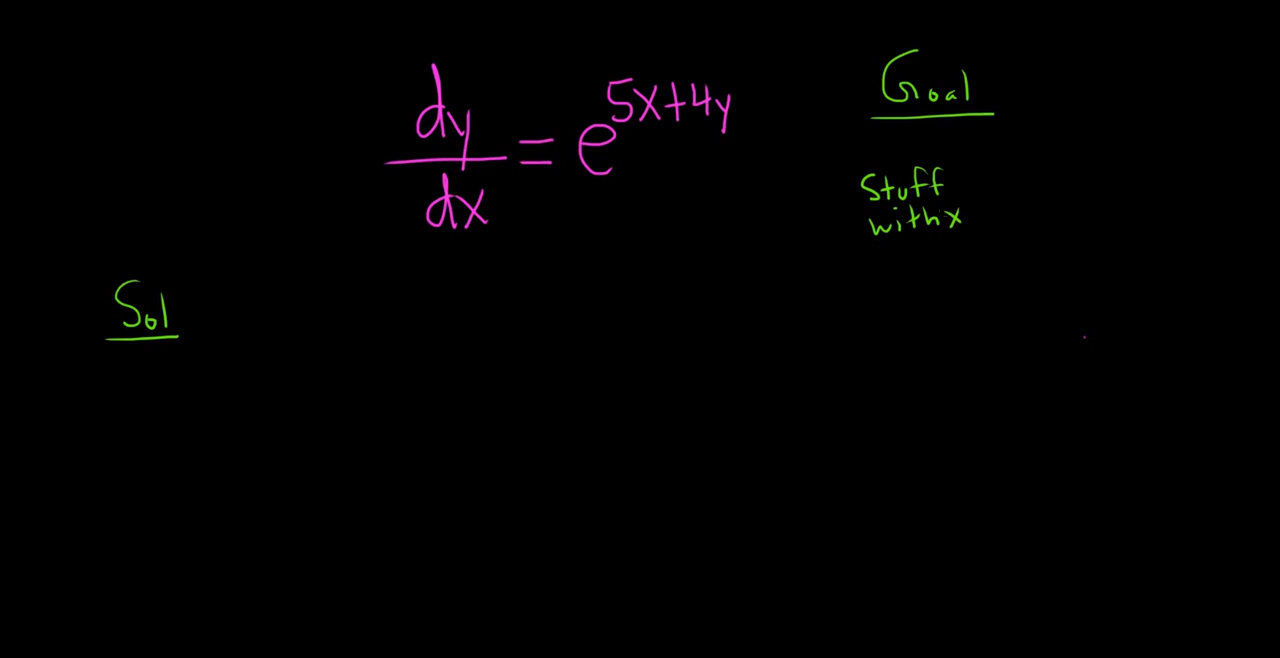 dy/dx = e^{5x+4y}
Goal
Stuff
with x
Sol